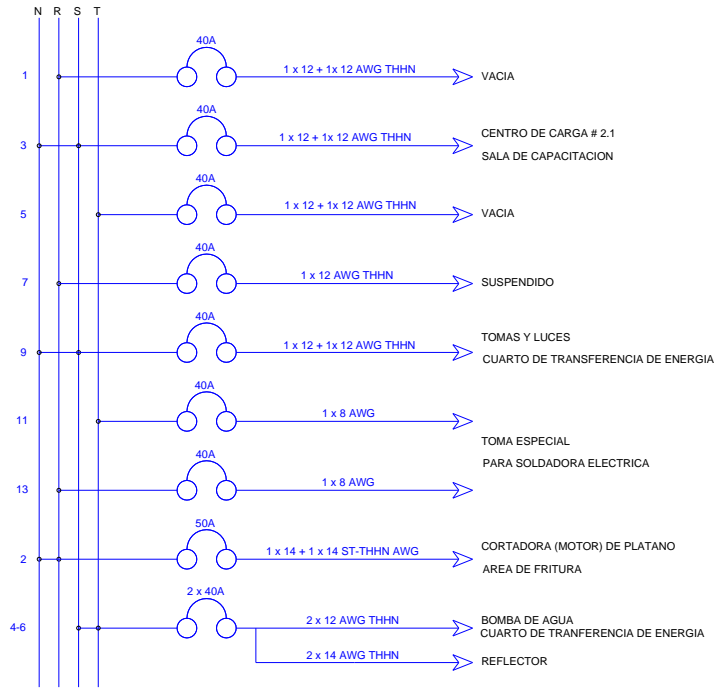 N R S T
40A
1 1 x 12 + 1x 12 AWG THHN VACIA
40A
3 1 x 12 + 1x 12 AWG THHN CENTRO DE CARGA # 2.1
SALA DE CAPACITACION
40A
5 1 x 12 + 1x 12 AWG THHN VACIA
40A
7 1 x 12 AWG THHN SUSPENDIDO
40A
9 1 x 12 + 1x 12 AWG THHN TOMAS Y LUCES
CUARTO DE TRANSFERENCIA DE ENERGIA
40A
11 1 x 8 AWG
TOMA ESPECIAL
PARA SOLDADORA ELECTRICA
40A
13 1 x 8 AWG
50A
2 1 x 14 + 1 x 14 ST-THHN AWG CORTADORA (MOTOR) DE PLATANO
AREA DE FRITURA
2 x 40A
4-6 2 x 12 AWG THHN BOMBA DE AGUA
CUARTO DE TRANFERENCIA DE ENERGIA
2 x 14 AWG THHN REFLECTOR